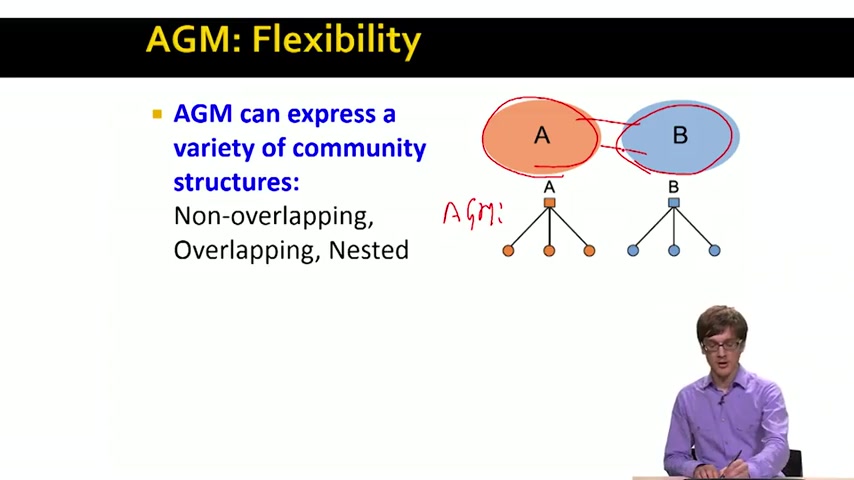 AGM: Flexibility
AGM can express a
variety of community
structures:
Non-overlapping,
Overlapping, Nested
A
B
A
B
AGM: